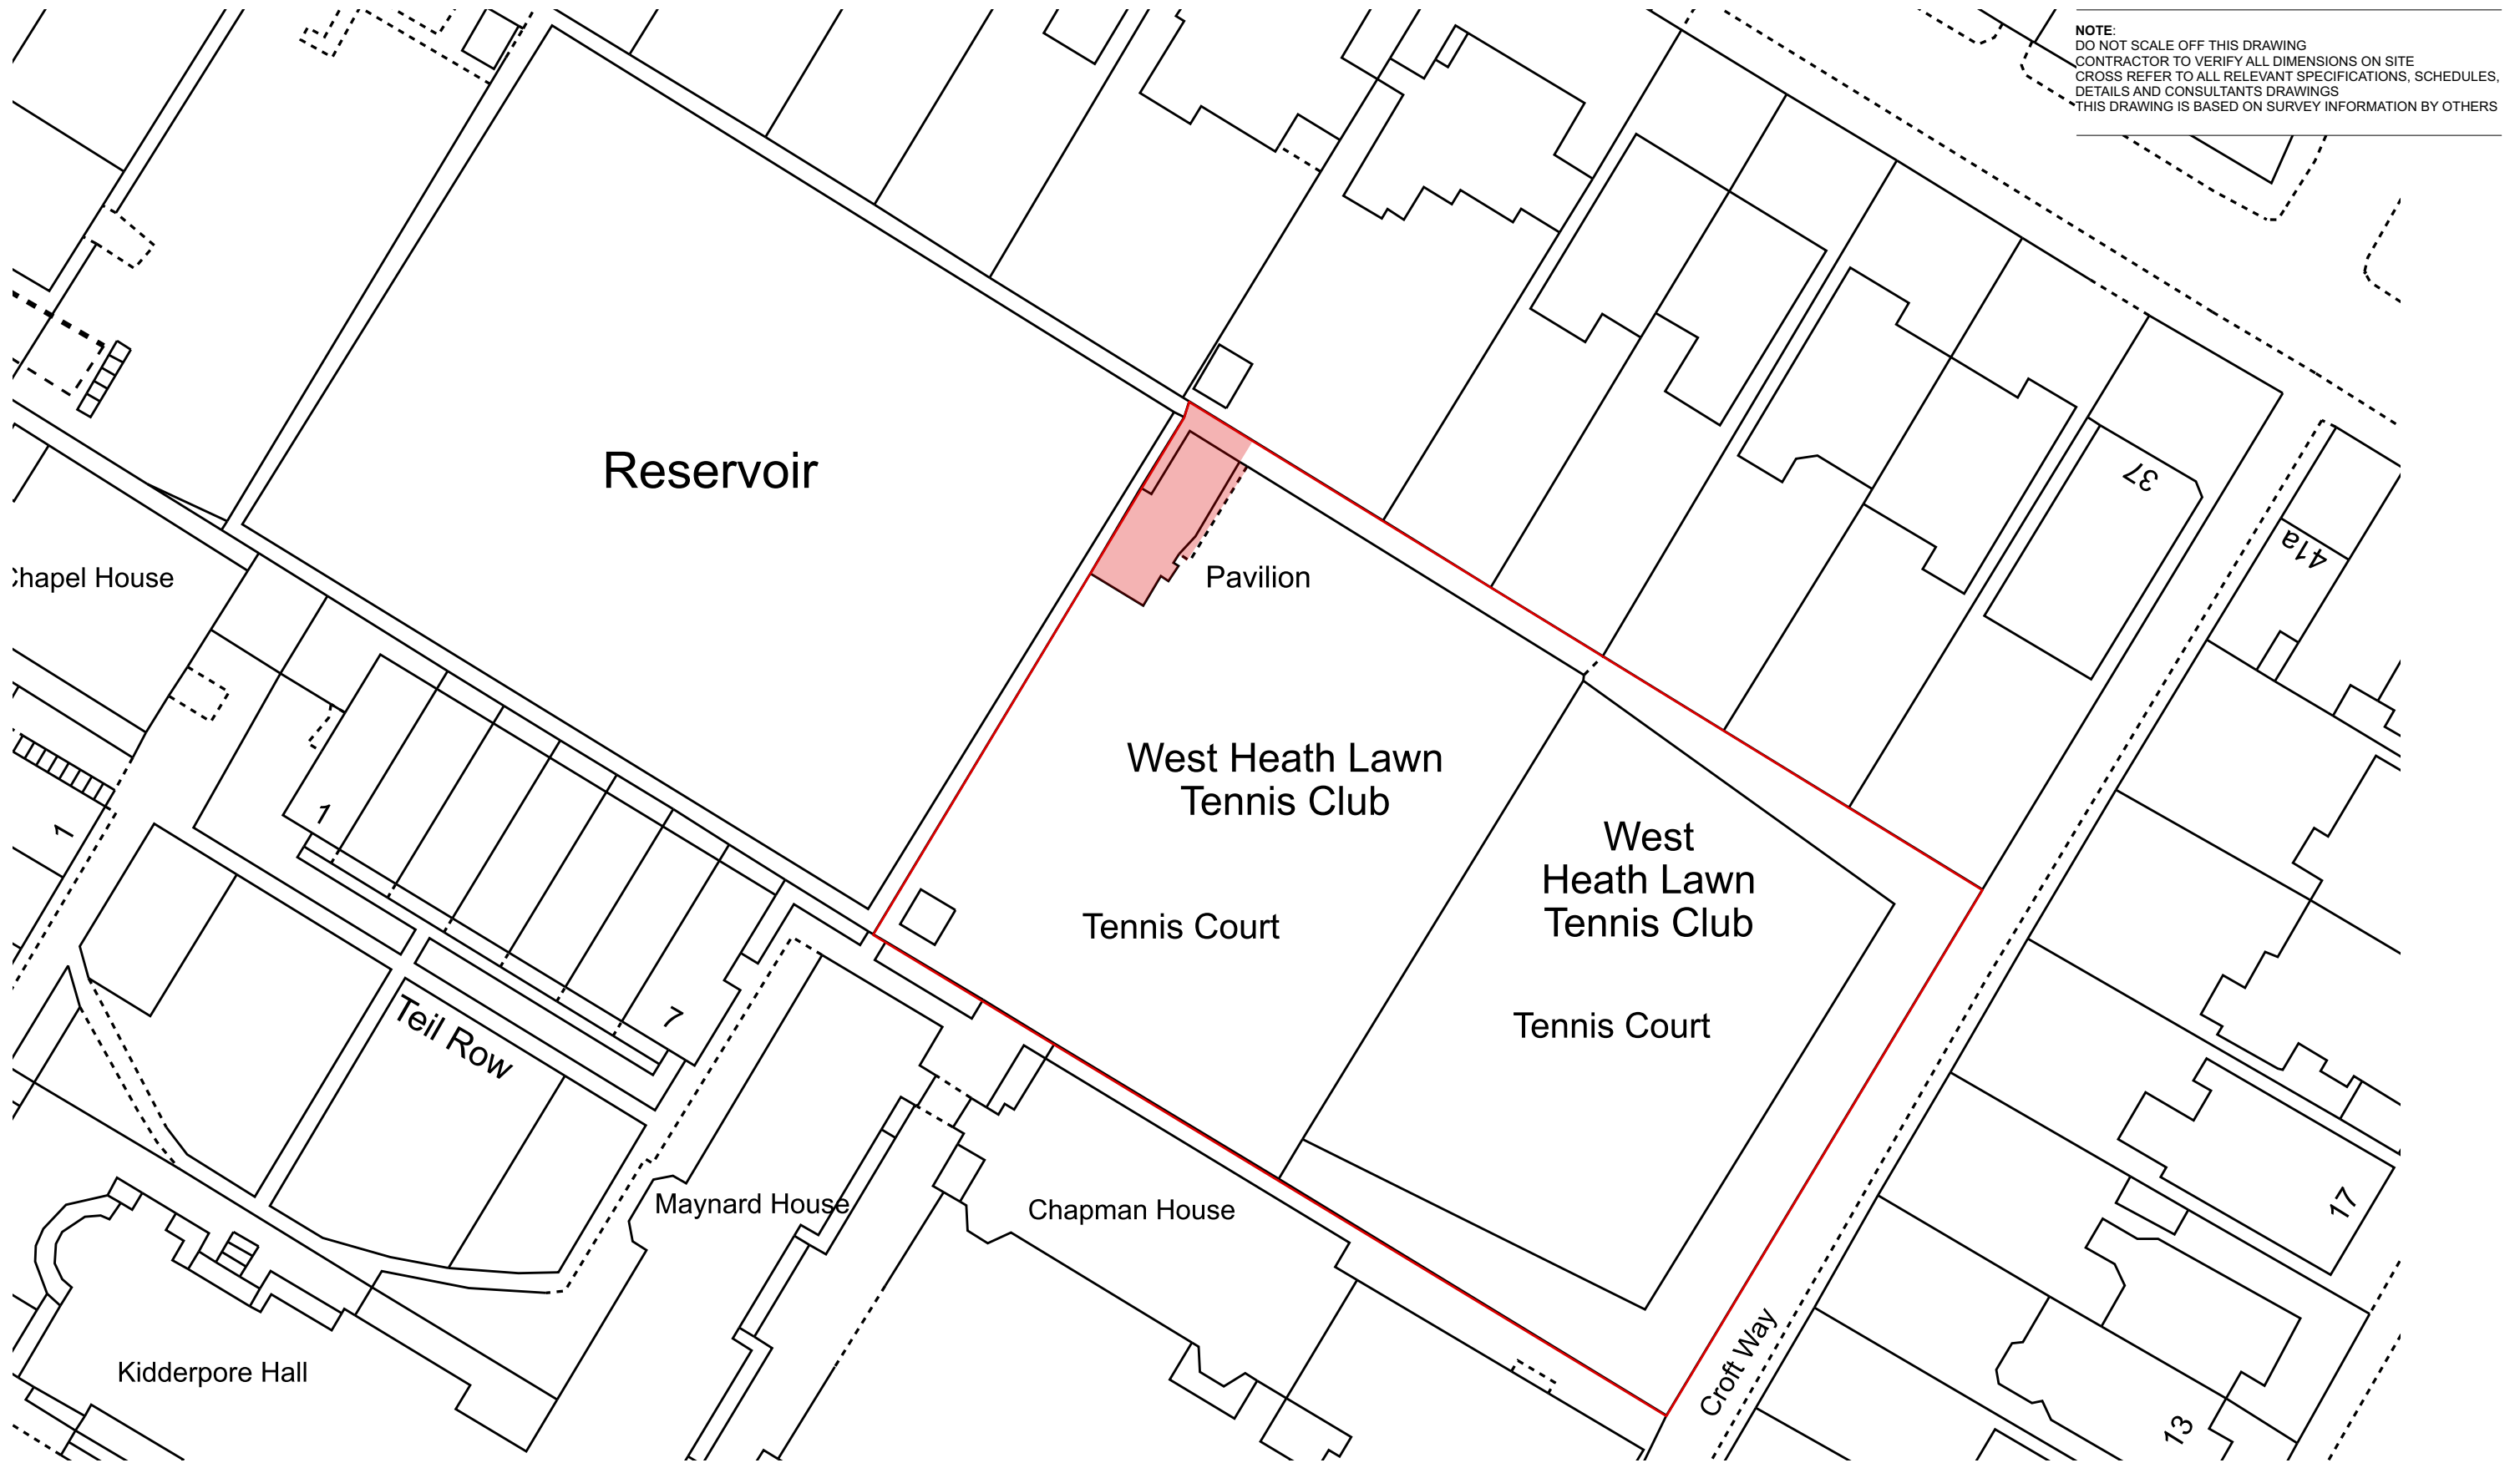 NOTE:
DO NOT SCALE OFF THIS DRAWING
CONTRACTOR TO VERIFY ALL DIMENSIONS ON SITE
CROSS REFER TO ALL RELEVANT SPECIFICATIONS, SCHEDULES,
DETAILS AND CONSULTANTS DRAWINGS
THIS DRAWING IS BASED ON SURVEY INFORMATION BY OTHERS
Reservoir
37
41a
Chapel House
Pavilion
West Heath Lawn
Tennis Club
1
1
West
Heath Lawn
Tennis Club
Tennis Court
7
Teil Row
Tennis Court
Maynard House
Chapman House
17
Croft Way
Kidderpore Hall
13